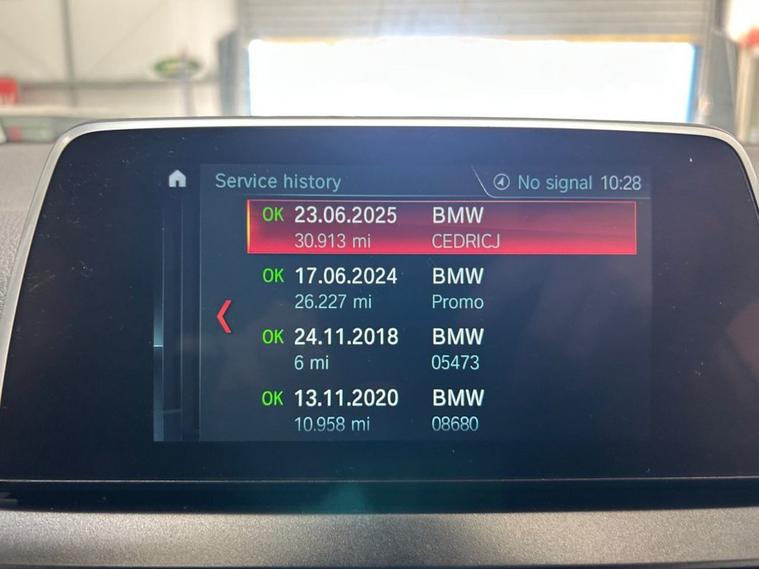 Service history
No signal 10:28
OK 23.06.2025 BMW
30.913 mi CEDRICJ
OK 17.06.2024 BMW
26.227 mi Promo
OK 24.11.2018 BMW
6 mi 05473
OK 13.11.2020 BMW
10.958 mi 08680